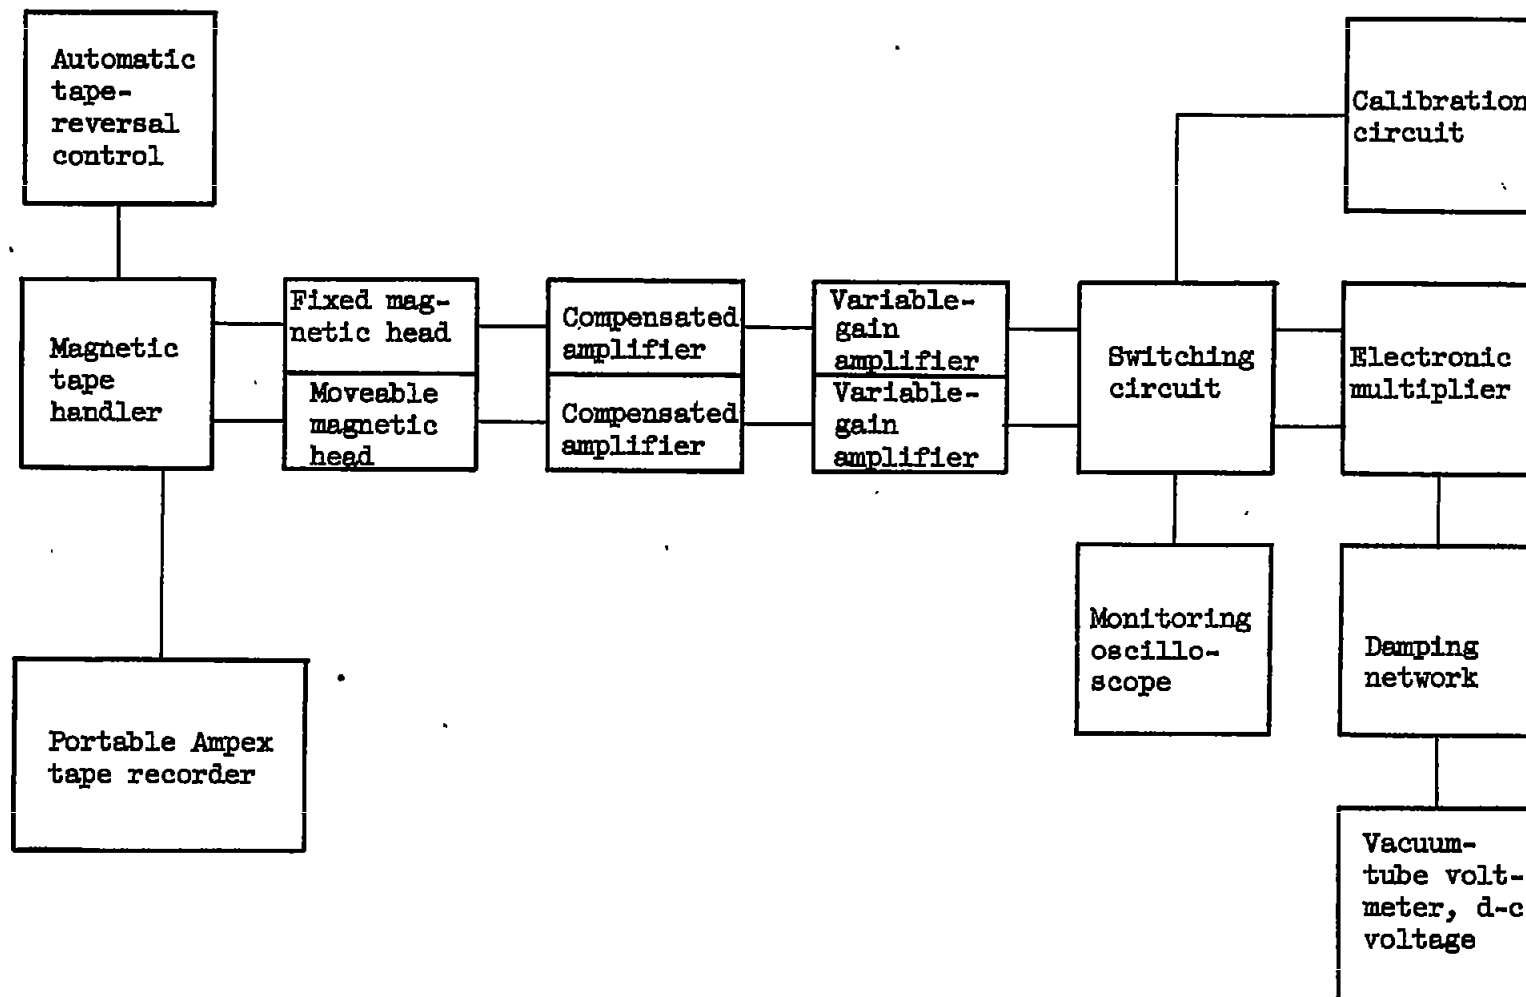 Automatic
tape-
reversal
control
Calibration
circuit
Magnetic
tape
handler
Fixed mag-
netic head
Moveable
magnetic
head
Compensated
amplifier
Compensated
amplifier
Variable-
gain
amplifier
Variable-
gain
amplifier
Switching
circuit
Electronic
multiplier
Monitoring
oscillo-
scope
Damping
network
Portable Ampex
tape recorder
Vacuum-
tube volt-
meter, d-c
voltage